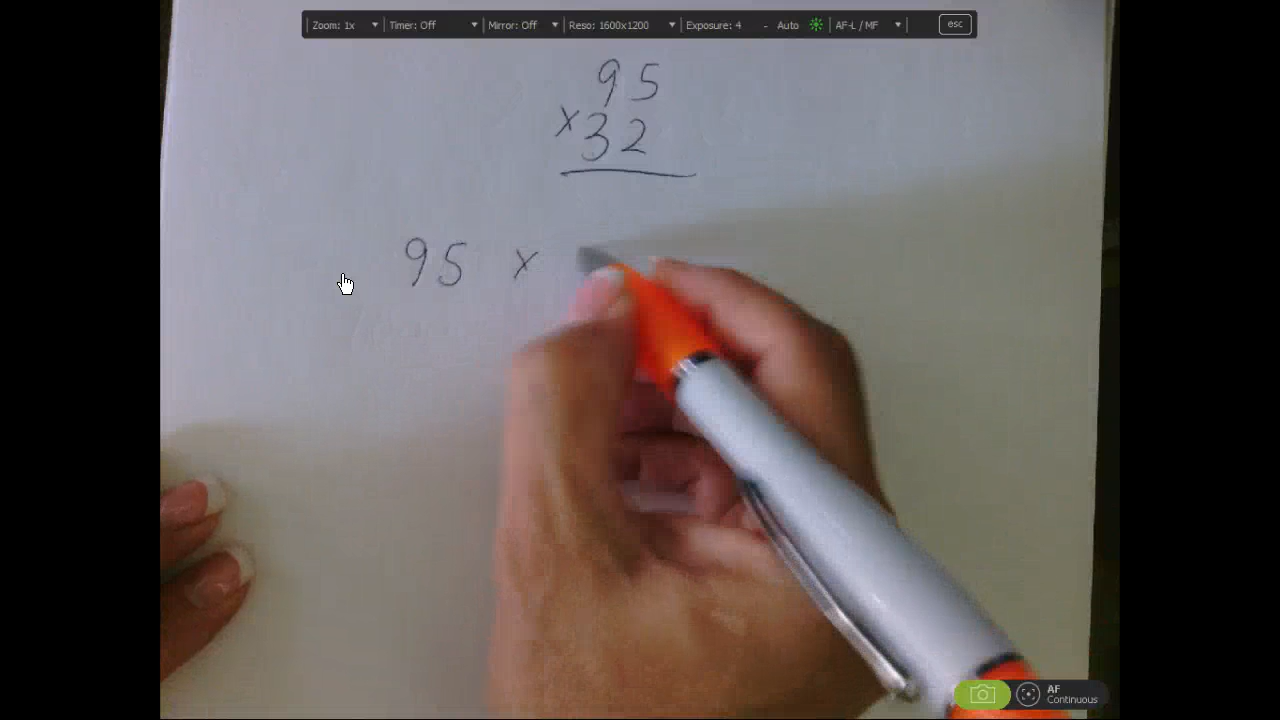 Zoom: 1x Timer: Off Mirror: Off Reso: 1600x1200 Exposure: 4 - Auto AF-L / MF esc
95
x32
95 x
AF
Continuous